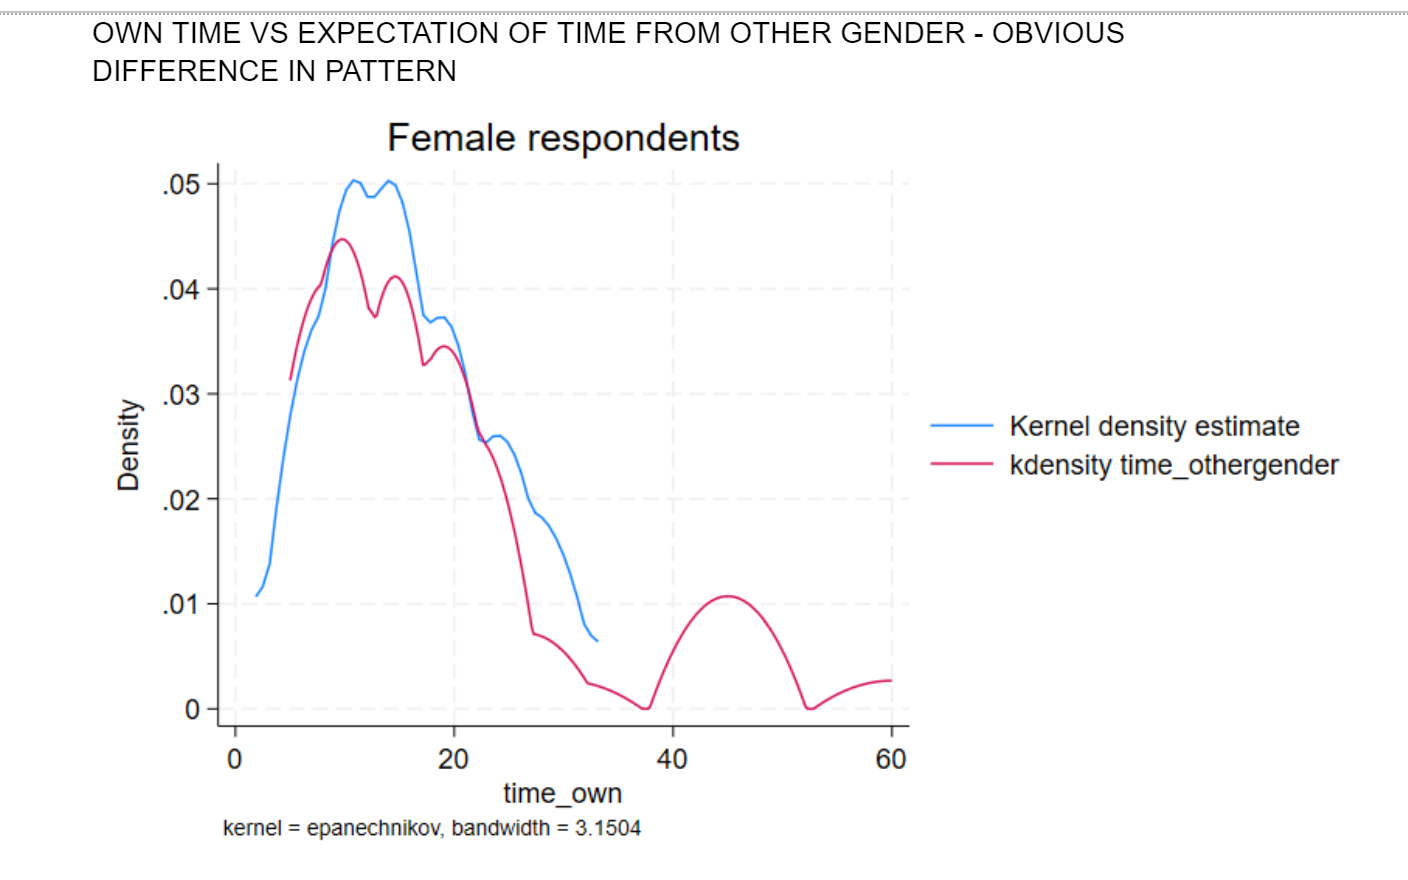 OWN TIME VS EXPECTATION OF TIME FROM OTHER GENDER - OBVIOUS
DIFFERENCE IN PATTERN
Female respondents
.05
.04
.03
.02
.01
0
Density
0 20 40 60
time_own
kernel = epanechnikov, bandwidth = 3.1504
Kernel density estimate
kdensity time_othergender